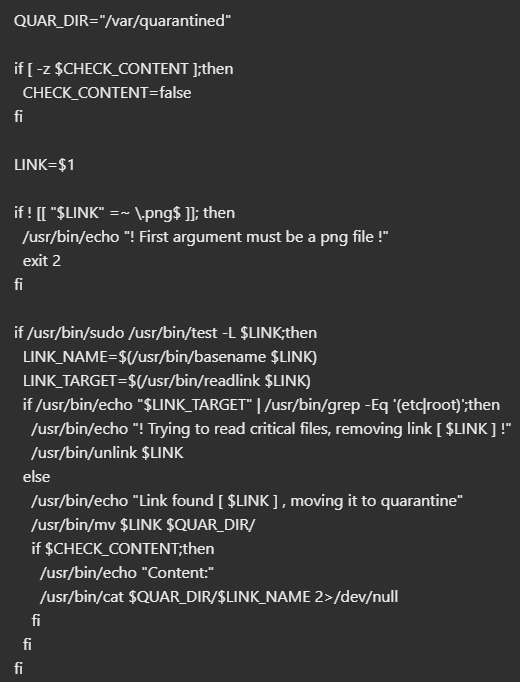 QUAR_DIR="/var/quarantined"

if [ -z $CHECK_CONTENT ];then
  CHECK_CONTENT=false
fi

LINK=$1

if ! [[ "$LINK" =~ \.png$ ]]; then
  /usr/bin/echo "! First argument must be a png file !"
  exit 2
fi

if /usr/bin/sudo /usr/bin/test -L $LINK;then
  LINK_NAME=$(/usr/bin/basename $LINK)
  LINK_TARGET=$(/usr/bin/readlink $LINK)
  if /usr/bin/echo "$LINK_TARGET" | /usr/bin/grep -Eq '(etc|root)';then
    /usr/bin/echo "! Trying to read critical files, removing link [ $LINK ] !"
    /usr/bin/unlink $LINK
  else
    /usr/bin/echo "Link found [ $LINK ] , moving it to quarantine"
    /usr/bin/mv $LINK $QUAR_DIR/
    if $CHECK_CONTENT;then
      /usr/bin/echo "Content:"
      /usr/bin/cat $QUAR_DIR/$LINK_NAME 2>/dev/null
    fi
  fi
fi